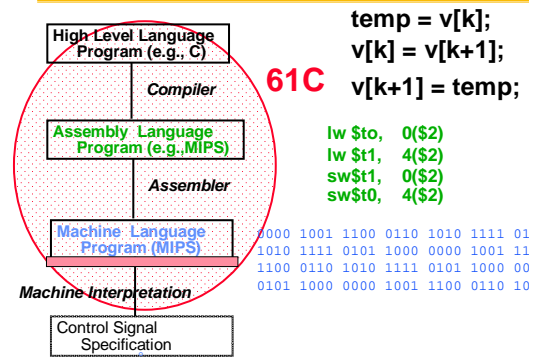 High Level Language
Program (e.g., C)
Compiler
61C
temp = v[k];
v[k] = v[k+1];
v[k+1] = temp;
Assembly Language
Program (e.g.,MIPS)
lw $to, 0($2)
lw $t1, 4($2)
sw$t1, 0($2)
sw$t0, 4($2)
Assembler
Machine Language
Program (MIPS)
0000 1001 1100 0110 1010 1111 01
1010 1111 0101 1000 0000 1001 11
1100 0110 1010 1111 0101 1000 00
0101 1000 0000 1001 1100 0110 10
Machine Interpretation
Control Signal
Specification